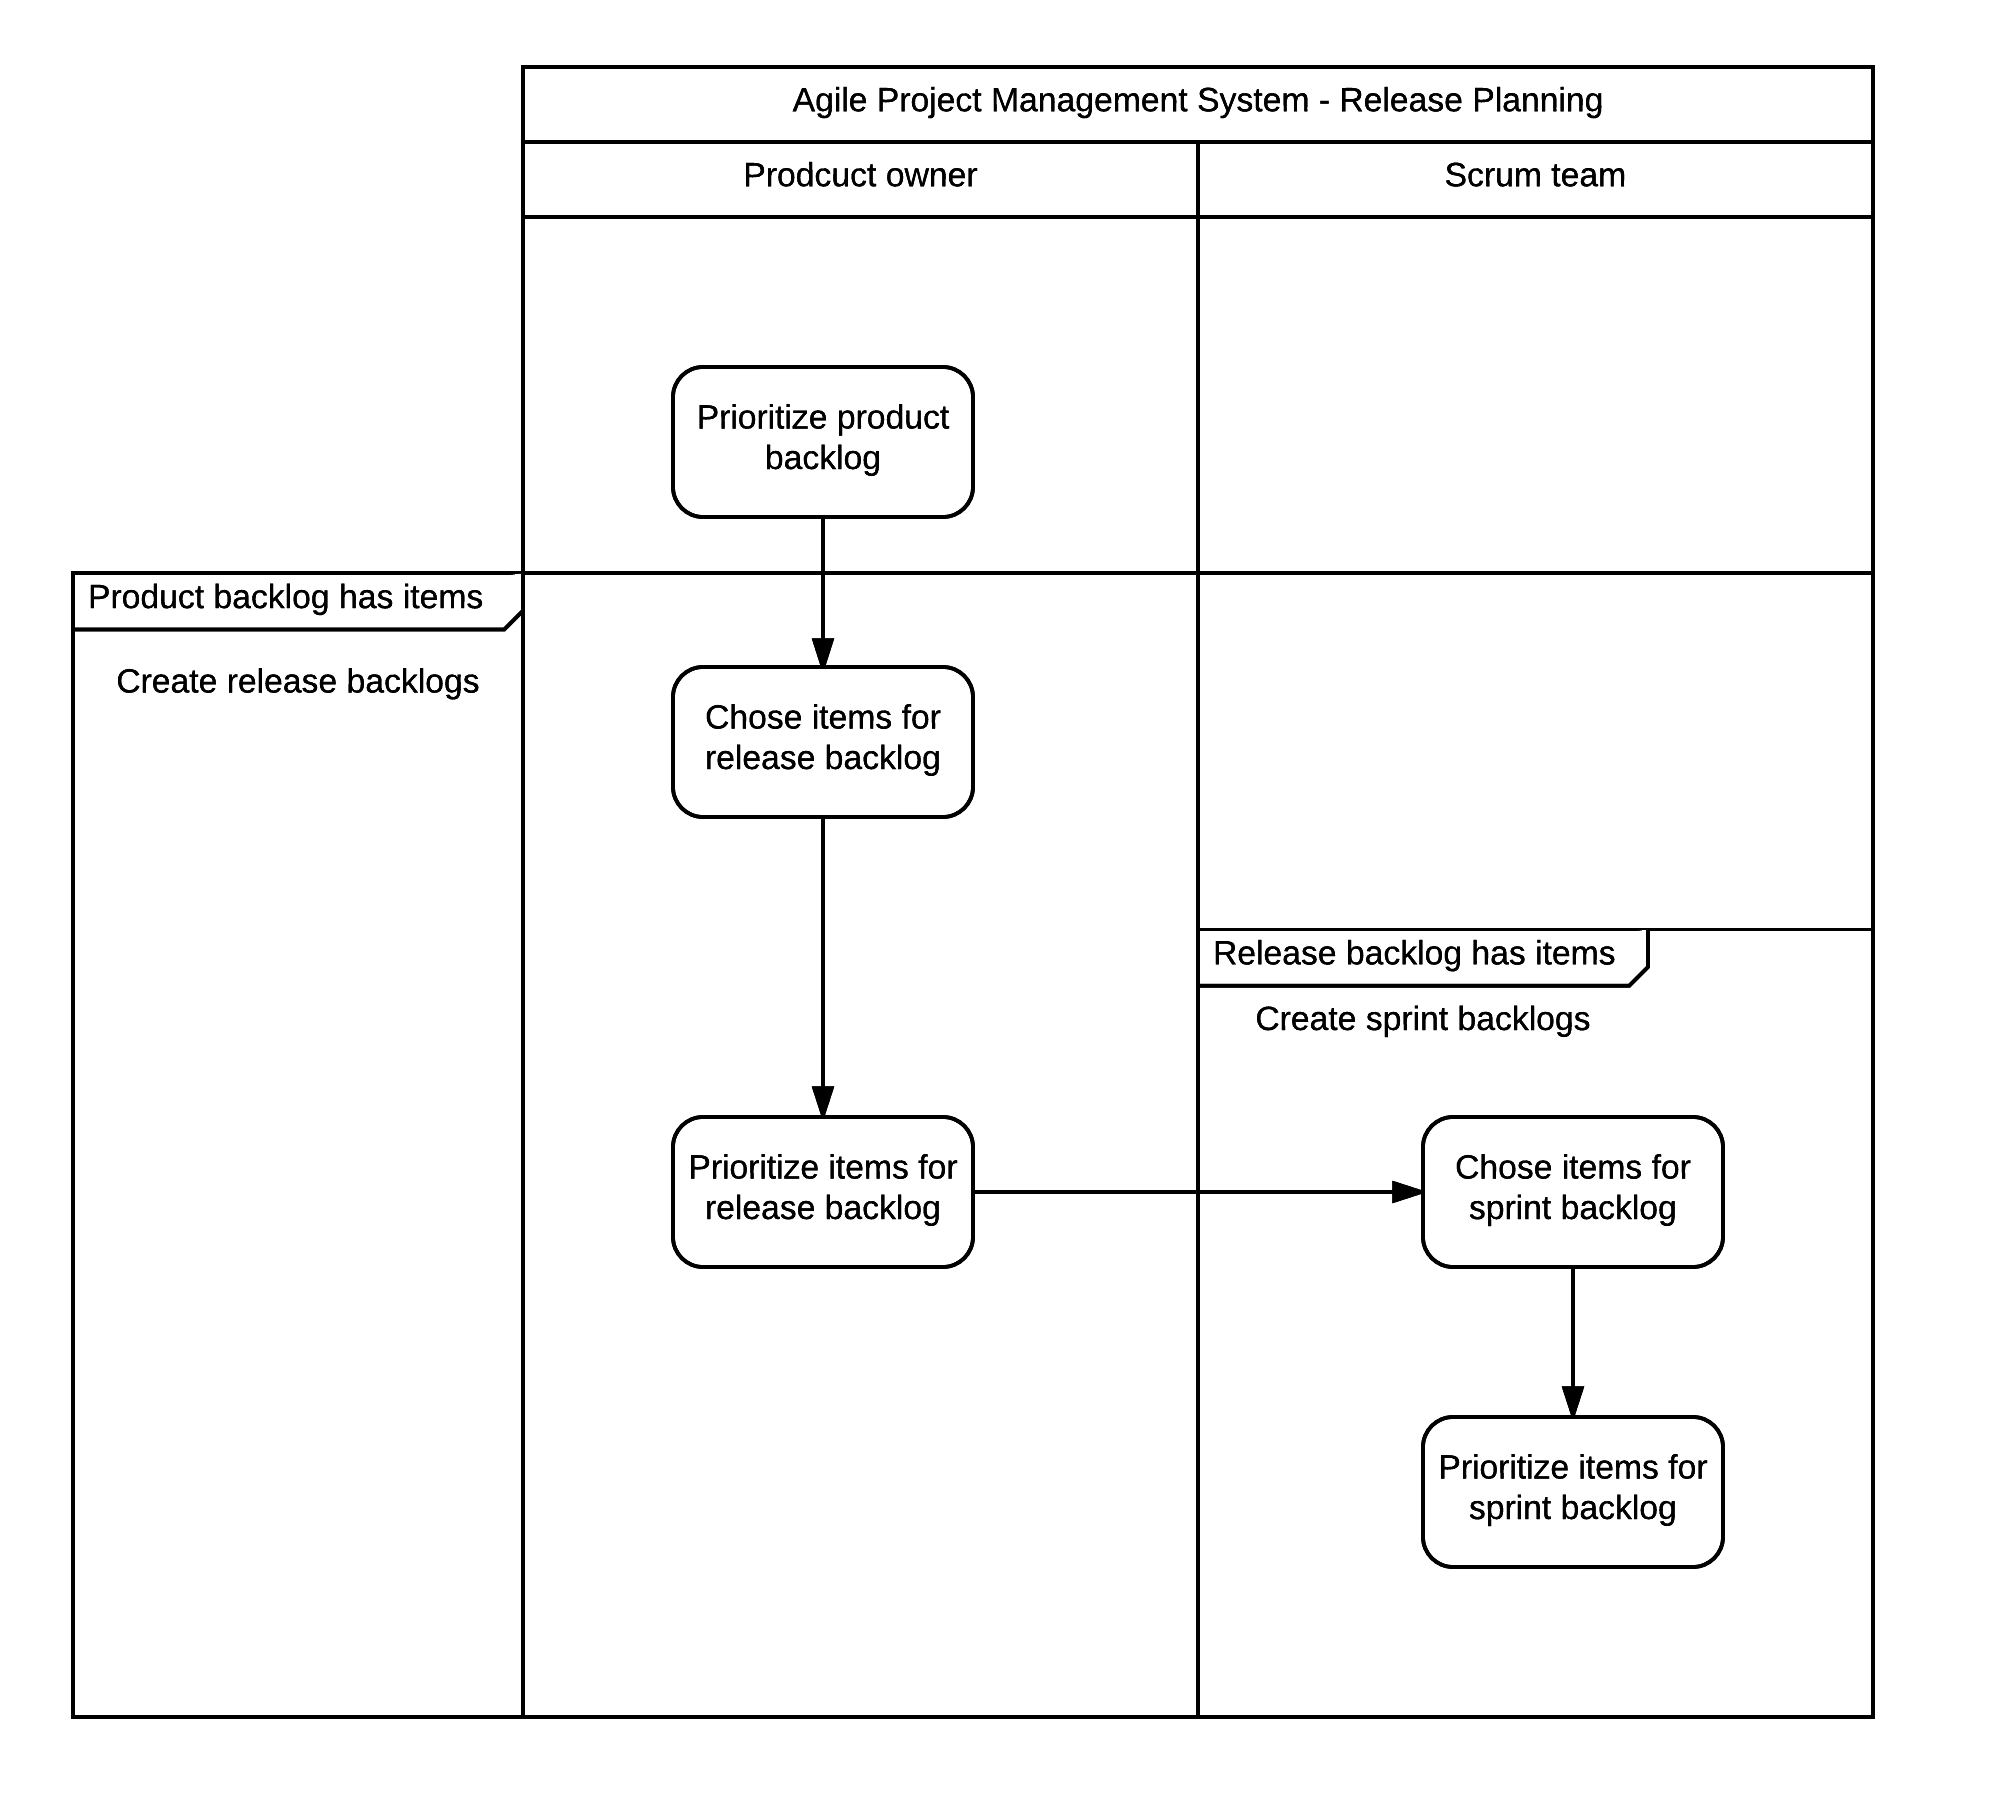 Agile Project Management System - Release Planning
Prodcuct owner
Scrum team
Prioritize product
backlog
Product backlog has items
Create release backlogs
Chose items for
release backlog
Release backlog has items
Create sprint backlogs
Prioritize items for
release backlog
Chose items for
sprint backlog
Prioritize items for
sprint backlog